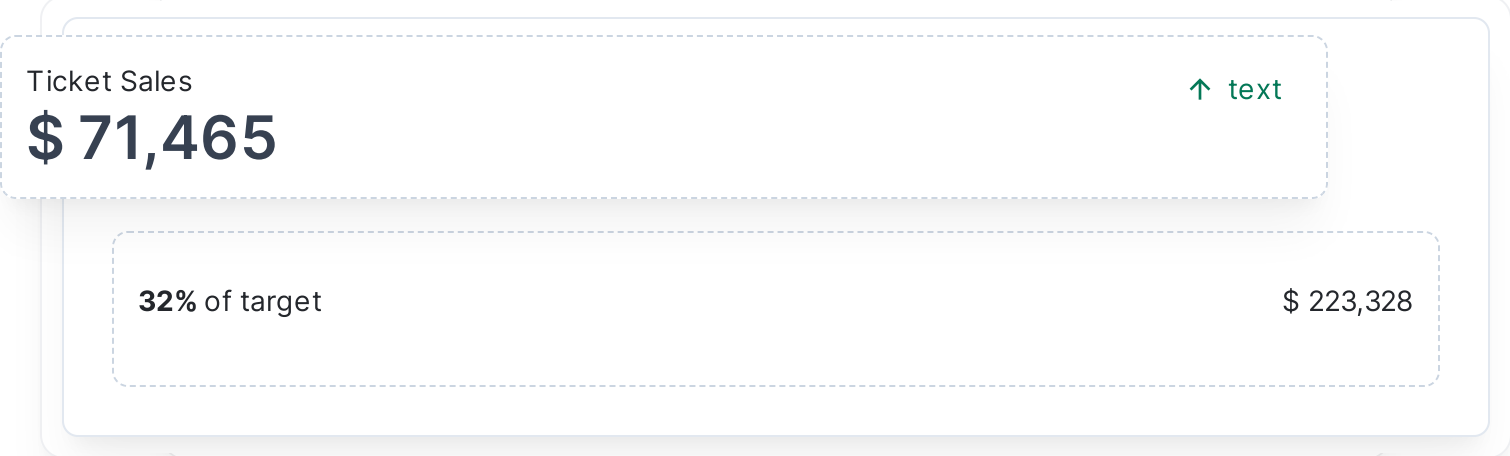 Ticket Sales
↑ text
$ 71,465
32% of target
$ 223,328